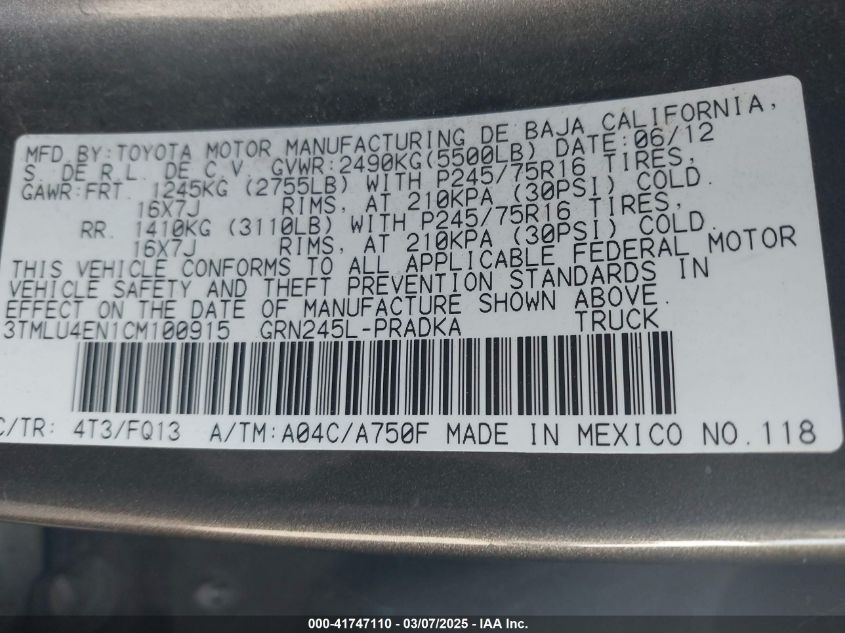 MFD.BY:TOYOTA MOTOR MANUFACTURING DE BAJA CALIFORNIA,
S. DE R.L. DE C.V. GVWR:2490KG(5500LB) DATE:06/12
GAWR:FRT. 1245KG (2755LB) WITH P245/75R16 TIRES,
16X7J RIMS, AT 210KPA (30PSI) COLD.
RR. 1410KG (3110LB) WITH P245/75R16 TIRES,
16X7J RIMS, AT 210KPA (30PSI) COLD.
THIS VEHICLE CONFORMS TO ALL APPLICABLE FEDERAL MOTOR
VEHICLE SAFETY AND THEFT PREVENTION STANDARDS IN
EFFECT ON THE DATE OF MANUFACTURE SHOWN ABOVE.
3TMLU4EN1CM100915 GRN245L-PRADKA TRUCK
C/TR: 4T3/FQ13 A/TM:A04C/A750F MADE IN MEXICO NO.118
000-41747110 — 03/07/2025 — IAA Inc.